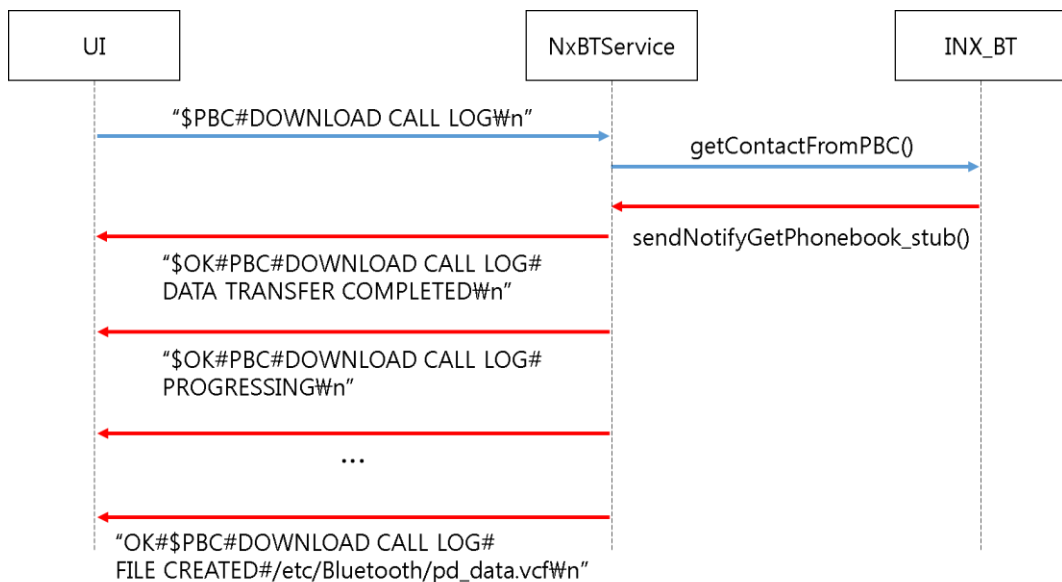 UI
NxBTService
INX_BT
“$PBC#DOWNLOAD CALL LOG₩n”
getContactFromPBC()
sendNotifyGetPhonebook_stub()
“$OK#PBC#DOWNLOAD CALL LOG#
DATA TRANSFER COMPLETED₩n”
“$OK#PBC#DOWNLOAD CALL LOG#
PROGRESSING₩n”
...
“OK#$PBC#DOWNLOAD CALL LOG#
FILE CREATED#/etc/Bluetooth/pd_data.vcf₩n”